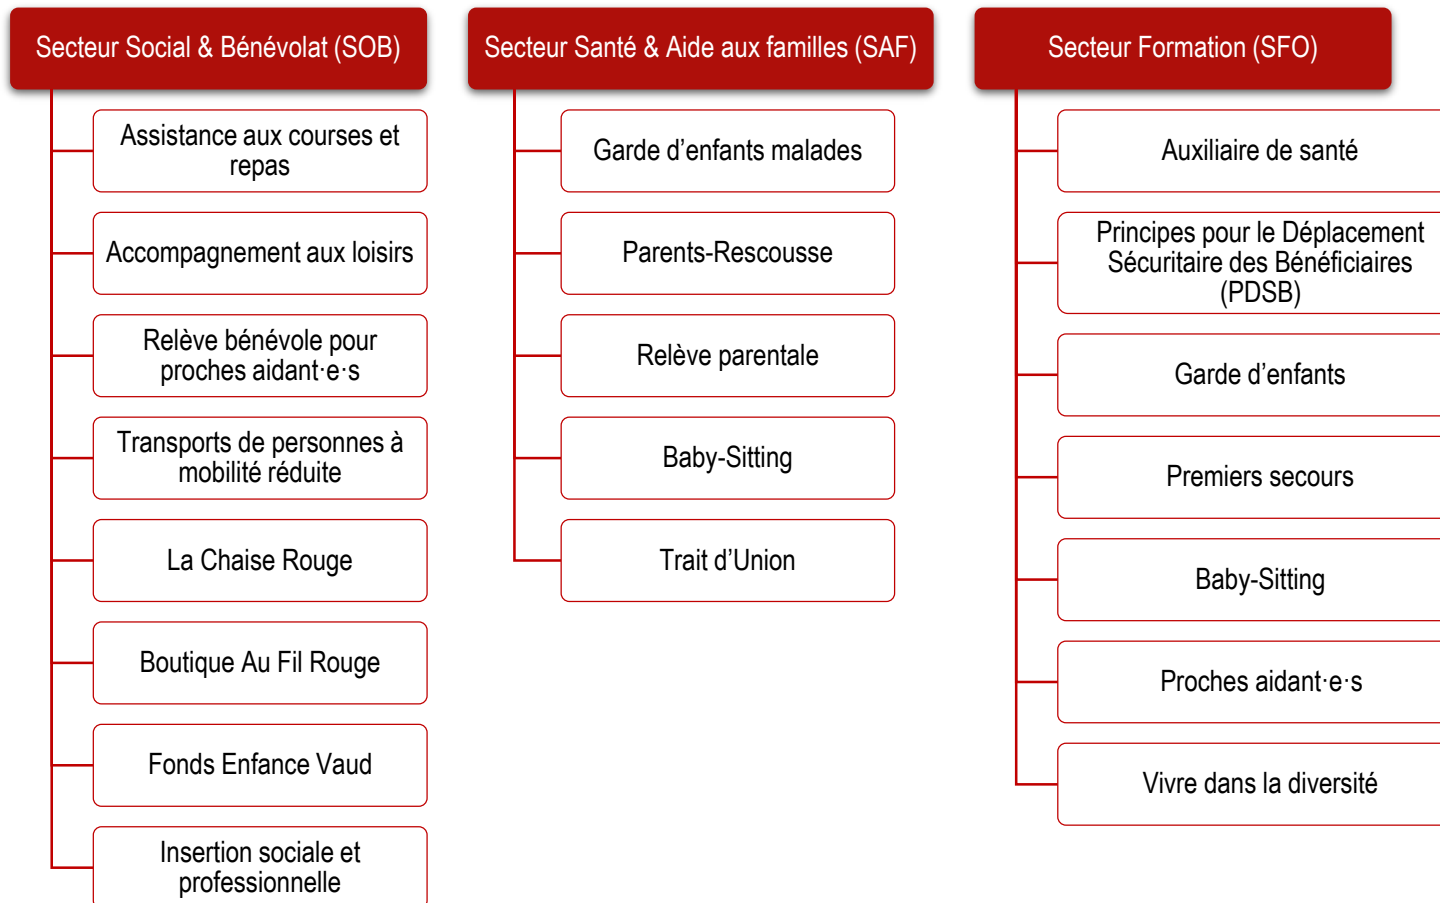 Secteur Social & Bénévolat (SOB)
Assistance aux courses et
repas
Accompagnement aux loisirs
Relève bénévole pour
proches aidant·e·s
Transports de personnes à
mobilité réduite
La Chaise Rouge
Boutique Au Fil Rouge
Fonds Enfance Vaud
Insertion sociale et
professionnelle
Secteur Santé & Aide aux familles (SAF)
Garde d’enfants malades
Parents-Rescousse
Relève parentale
Baby-Sitting
Trait d’Union
Secteur Formation (SFO)
Auxiliaire de santé
Principes pour le Déplacement
Sécuritaire des Bénéficiaires
(PDSB)
Garde d’enfants
Premiers secours
Baby-Sitting
Proches aidant·e·s
Vivre dans la diversité